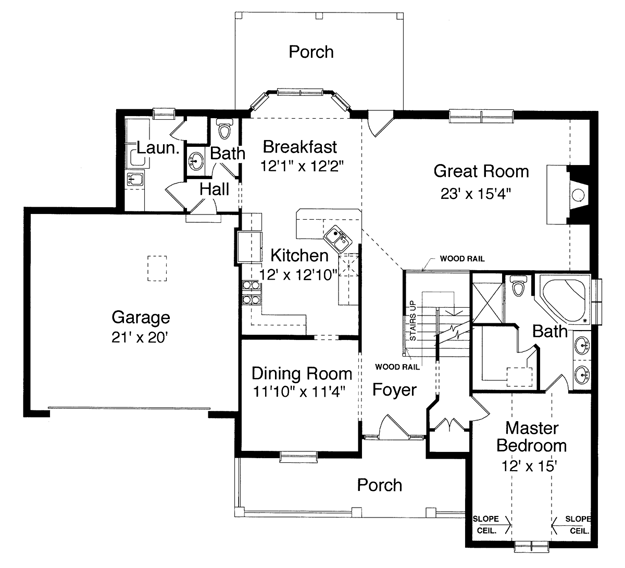 Porch
Laun.
Bath
Breakfast
12'1" x 12'2"
Great Room
23' x 15'4"
Hall
Kitchen
12' x 12'10"
WOOD RAIL
Garage
21' x 20'
STAIRS UP
Bath
WOOD RAIL
Dining Room
11'10" x 11'4"
Foyer
Master
Bedroom
12' x 15'
Porch
SLOPE
CEIL.
SLOPE
CEIL.